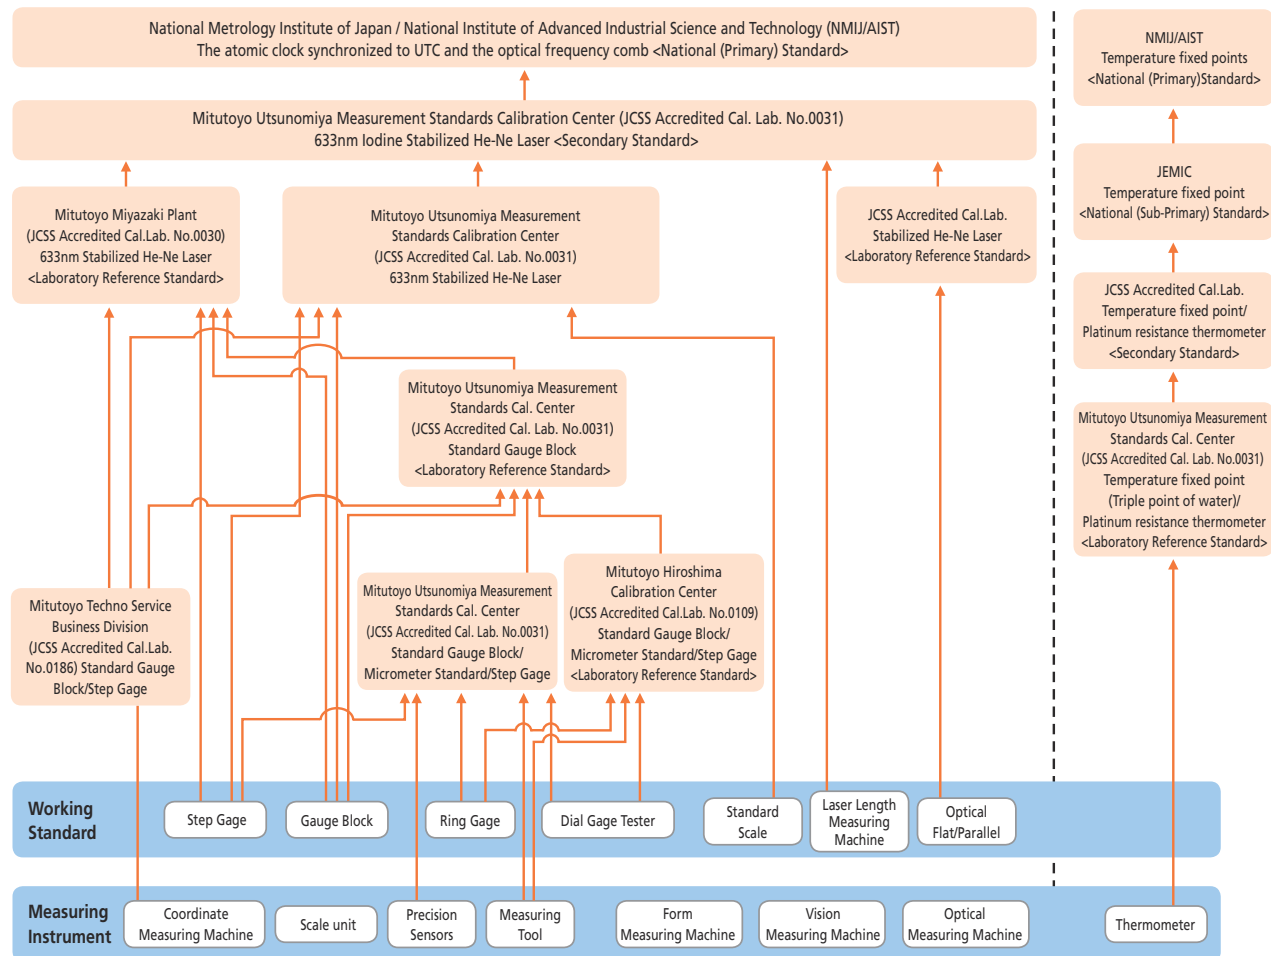 National Metrology Institute of Japan / National Institute of Advanced Industrial Science and Technology (NMIJ/AIST)
The atomic clock synchronized to UTC and the optical frequency comb <National (Primary) Standard>
NMIJ/AIST
Temperature fixed points
<National (Primary)Standard>
Mitutoyo Utsunomiya Measurement Standards Calibration Center (JCSS Accredited Cal. Lab. No.0031)
633nm Iodine Stabilized He-Ne Laser <Secondary Standard>
JEMIC
Temperature fixed point
<National (Sub-Primary) Standard>
Mitutoyo Miyazaki Plant
(JCSS Accredited Cal.Lab. No.0030)
633nm Stabilized He-Ne Laser
<Laboratory Reference Standard>
Mitutoyo Utsunomiya Measurement
Standards Calibration Center
(JCSS Accredited Cal. Lab. No.0031)
633nm Stabilized He-Ne Laser
JCSS Accredited Cal.Lab.
Stabilized He-Ne Laser
<Laboratory Reference Standard>
JCSS Accredited Cal.Lab.
Temperature fixed point/
Platinum resistance thermometer
<Secondary Standard>
Mitutoyo Utsunomiya Measurement
Standards Cal. Center
(JCSS Accredited Cal. Lab. No.0031)
Standard Gauge Block
<Laboratory Reference Standard>
Mitutoyo Utsunomiya Measurement
Standards Cal. Center
(JCSS Accredited Cal. Lab. No.0031)
Temperature fixed point
(Triple point of water)/
Platinum resistance thermometer
<Laboratory Reference Standard>
Mitutoyo Techno Service
Business Division
(JCSS Accredited Cal.Lab.
No.0186) Standard Gauge
Block/Step Gage
Mitutoyo Utsunomiya Measurement
Standards Cal. Center
(JCSS Accredited Cal. Lab. No.0031)
Standard Gauge Block/
Micrometer Standard/Step Gage
Mitutoyo Hiroshima
Calibration Center
(JCSS Accredited Cal.Lab. No.0109)
Standard Gauge Block/
Micrometer Standard/Step Gage
<Laboratory Reference Standard>
Working
Standard
Step Gage
Gauge Block
Ring Gage
Dial Gage Tester
Standard
Scale
Laser Length
Measuring
Machine
Optical
Flat/Parallel
Measuring
Instrument
Coordinate
Measuring Machine
Scale unit
Precision
Sensors
Measuring
Tool
Form
Measuring Machine
Vision
Measuring Machine
Optical
Measuring Machine
Thermometer